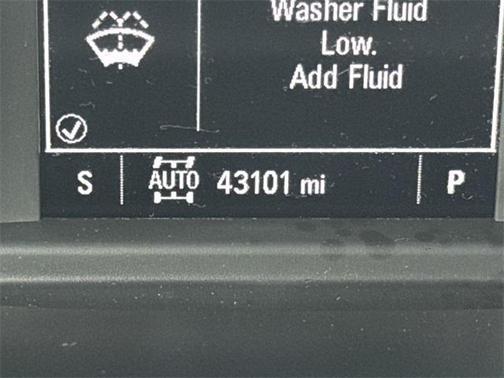 Washer Fluid
Low.
Add Fluid
S AUTO 43101 mi P